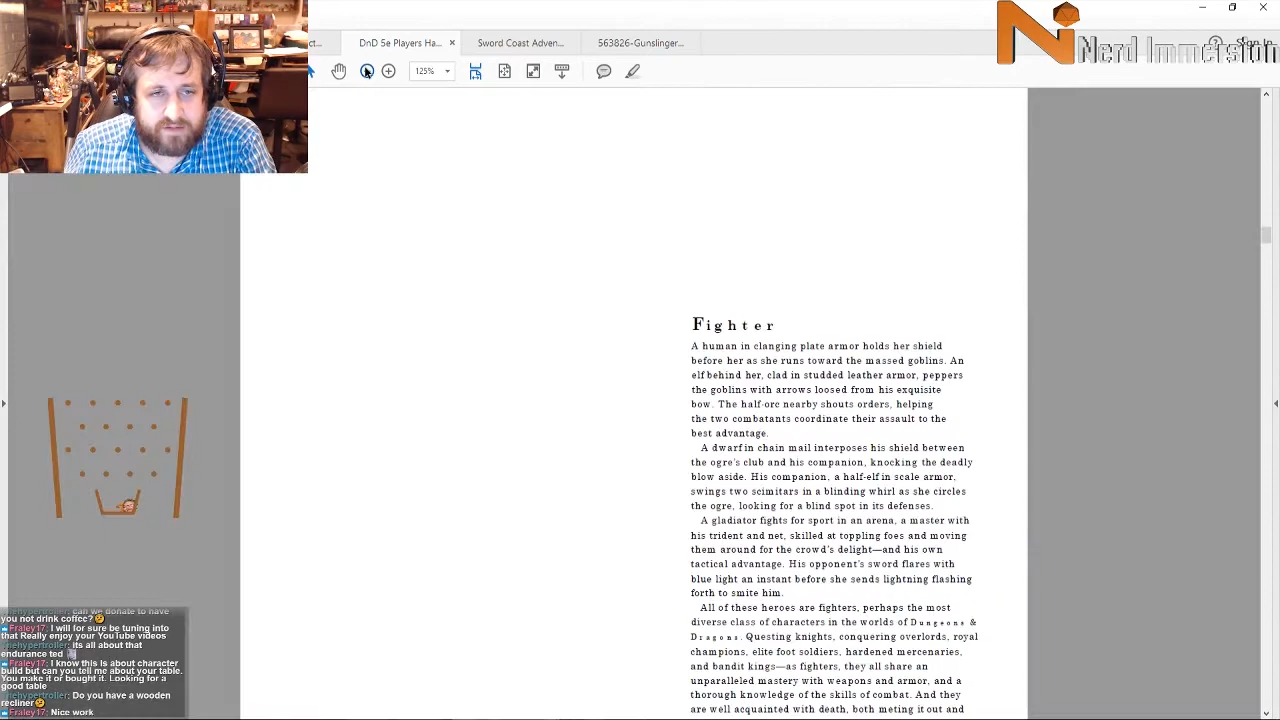 Nerd Immersion
DnD 5e Players Ha...
Sword Coast Adven...
563826-Gunslinger...
Sign In
125%
Fighter
A human in clanging plate armor holds her shield
before her as she runs toward the massed goblins. An
elf behind her, clad in studded leather armor, peppers
the goblins with arrows loosed from his exquisite
bow. The half-orc nearby shouts orders, helping
the two combatants coordinate their assault to the
best advantage.
A dwarf in chain mail interposes his shield between
the ogre's club and his companion, knocking the deadly
blow aside. His companion, a half-elf in scale armor,
swings two scimitars in a blinding whirl as she circles
the ogre, looking for a blind spot in its defenses.
A gladiator fights for sport in an arena, a master with
his trident and net, skilled at toppling foes and moving
them around for the crowd's delight—and his own
tactical advantage. His opponent's sword flares with
blue light an instant before she sends lightning flashing
forth to smite him.
All of these heroes are fighters, perhaps the most
diverse class of characters in the worlds of Dungeons &
Dragons. Questing knights, conquering overlords, royal
champions, elite foot soldiers, hardened mercenaries,
and bandit kings—as fighters, they all share an
unparalleled mastery with weapons and armor, and a
thorough knowledge of the skills of combat. And they
are well acquainted with death, both meting it out and
can we donate to have
you not drink coffee?
Fraley17: I will for sure be tuning into
that Really enjoy your YouTube videos
its all about that
endurance ted
Fraley17: I know this is about character
build but can you tell me about your table.
You make it or bought it. Looking for a
good table
Do you have a wooden
recliner
Fraley17: Nice work